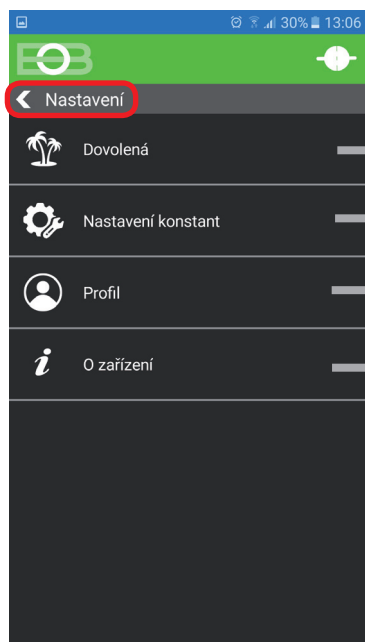 30% 13:06
EOB
Nastavení
Dovolená
Nastavení konstant
Profil
i O zařízení